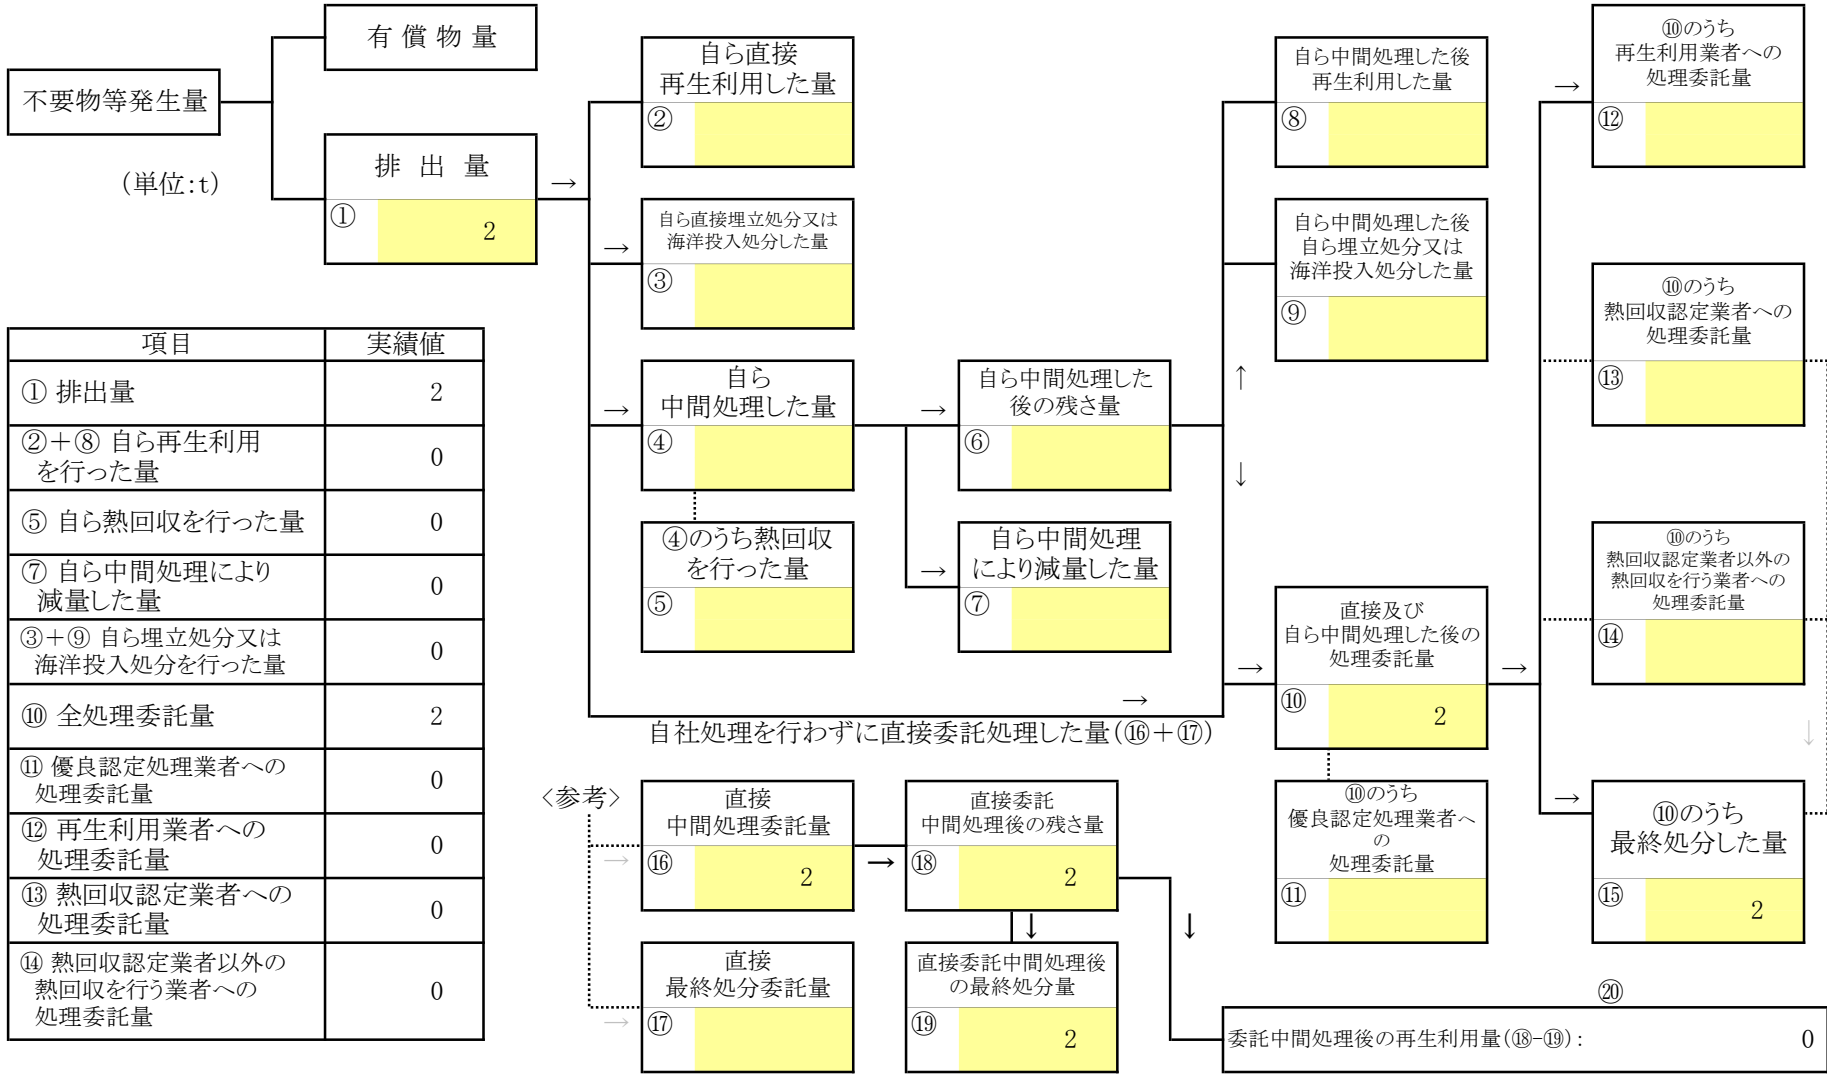 有 償 物 量
不要物等発生量
(単位:t)
排 出 量
→
①
2
自ら直接
再生利用した量
②
→
自ら直接埋立処分又は
海洋投入処分した量
③
→
自ら
中間処理した量
④
④のうち熱回収
を行った量
⑤
→
自ら中間処理した
後の残さ量
⑥
→
自ら中間処理
により減量した量
⑦
自ら中間処理した後
再生利用した量
⑧
自ら中間処理した後
自ら埋立処分又は
海洋投入処分した量
⑨
↑
↓
→
自社処理を行わずに直接委託処理した量(⑯+⑰)
→
直接及び
自ら中間処理した後の
処理委託量
⑩
2
→
⑩のうち
優良認定処理業者へ
の
処理委託量
⑪
→
⑩のうち
再生利用業者への
処理委託量
⑫
⑩のうち
熱回収認定業者への
処理委託量
⑬
⑩のうち
熱回収認定業者以外の
熱回収を行う業者への
処理委託量
⑭
↓
→
⑩のうち
最終処分した量
⑮
2
項目 実績値
① 排出量 2
②+⑧ 自ら再生利用
を行った量 0
⑤ 自ら熱回収を行った量 0
⑦ 自ら中間処理により
減量した量 0
③+⑨ 自ら埋立処分又は
海洋投入処分を行った量 0
⑩ 全処理委託量 2
⑪ 優良認定処理業者への
処理委託量 0
⑫ 再生利用業者への
処理委託量 0
⑬ 熱回収認定業者への
処理委託量 0
⑭ 熱回収認定業者以外の
熱回収を行う業者への
処理委託量 0
<参考>
→
直接
中間処理委託量
⑯
2
→
直接委託
中間処理後の残さ量
⑱
2
↓
↓
→
直接
最終処分委託量
⑰
直接委託中間処理後
の最終処分量
⑲
2
⑳
委託中間処理後の再生利用量(⑱-⑲): 0